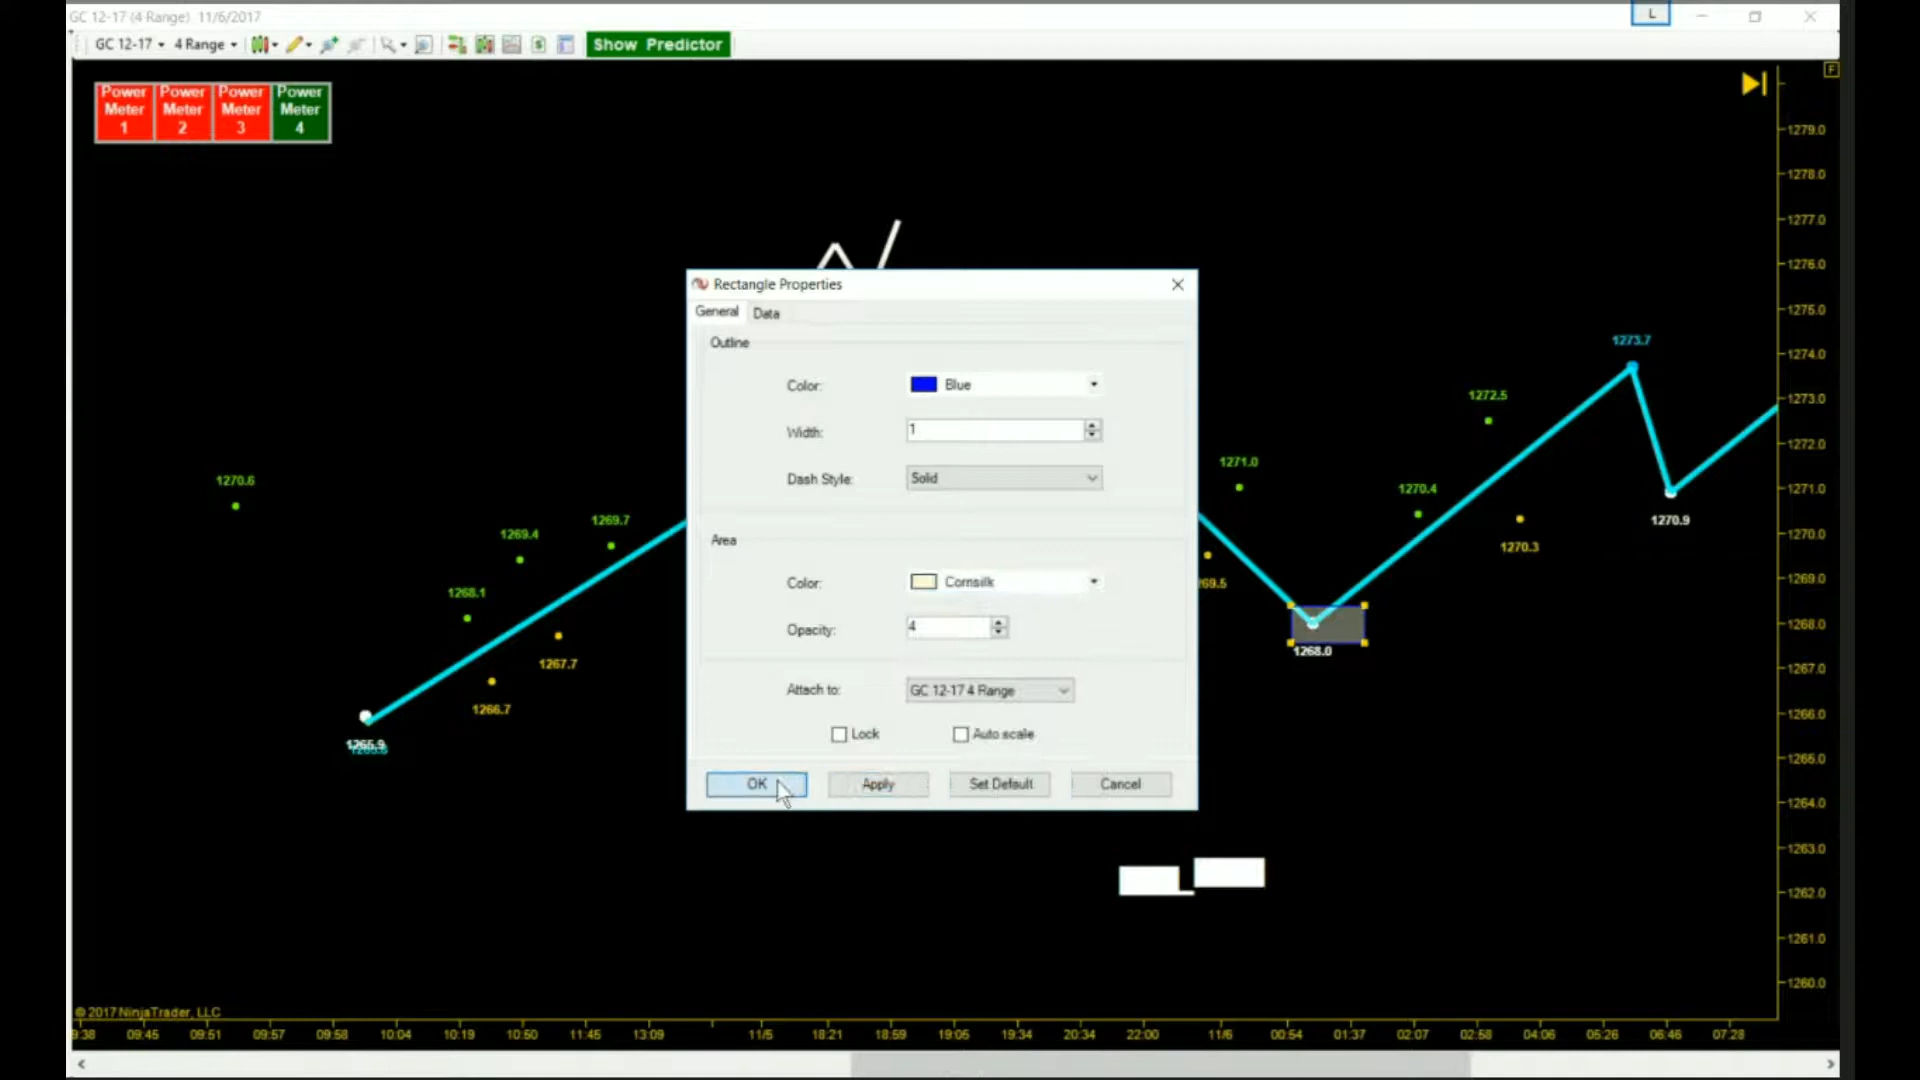 GC 12-17 (4 Range) 11/6/2017
L
GC 12-17 4 Range Show Predictor
F
Power Meter 1
Power Meter 2
Power Meter 3
Power Meter 4
1279.0
1278.0
1277.0
1276.0
1275.0
1274.0
1273.0
1272.0
1271.0
1270.0
1269.0
1268.0
1267.0
1266.0
1265.0
1264.0
1263.0
1262.0
1261.0
1260.0
Rectangle Properties
General Data
Outline
Color: Blue
Width: 1
Dash Style: Solid
Area
Color: Cornsilk
Opacity: 4
Attach to: GC 12-17 4 Range
Lock Auto scale
OK Apply Set Default Cancel
1270.6
1268.1
1269.4
1269.7
1267.7
1266.7
1265.9
1271.0
69.5
1268.0
1270.4
1272.5
1270.3
1273.7
1270.9
© 2017 NinjaTrader, LLC
9:38 09:45 09:51 09:57 09:58 10:04 10:19 10:50 11:45 13:09 11/5 18:21 18:59 19:05 19:34 20:34 22:00 11/6 00:54 01:37 02:07 02:58 04:06 05:26 06:46 07:28